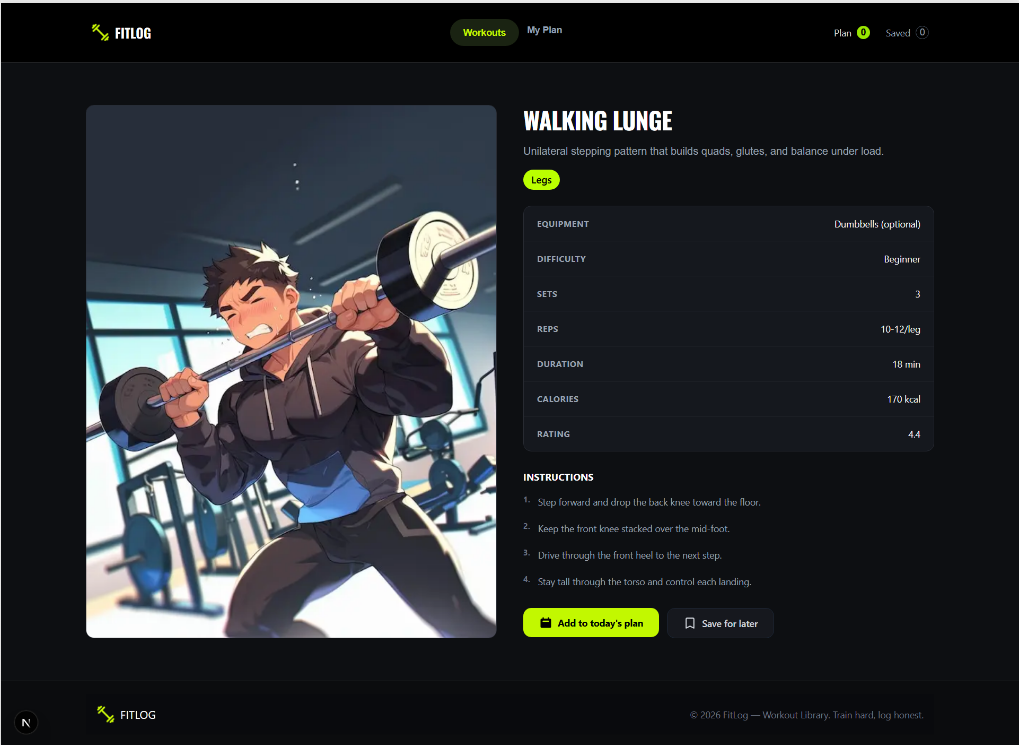 FITLOG
Workouts
My Plan
Plan 0
Saved 0
WALKING LUNGE
Unilateral stepping pattern that builds quads, glutes, and balance under load.
Legs
EQUIPMENT Dumbbells (optional)
DIFFICULTY Beginner
SETS 3
REPS 10-12/leg
DURATION 18 min
CALORIES 170 kcal
RATING 4.4
INSTRUCTIONS
1. Step forward and drop the back knee toward the floor.
2. Keep the front knee stacked over the mid-foot.
3. Drive through the front heel to the next step.
4. Stay tall through the torso and control each landing.
Add to today's plan
Save for later
N
FITLOG
© 2026 FitLog — Workout Library. Train hard, log honest.